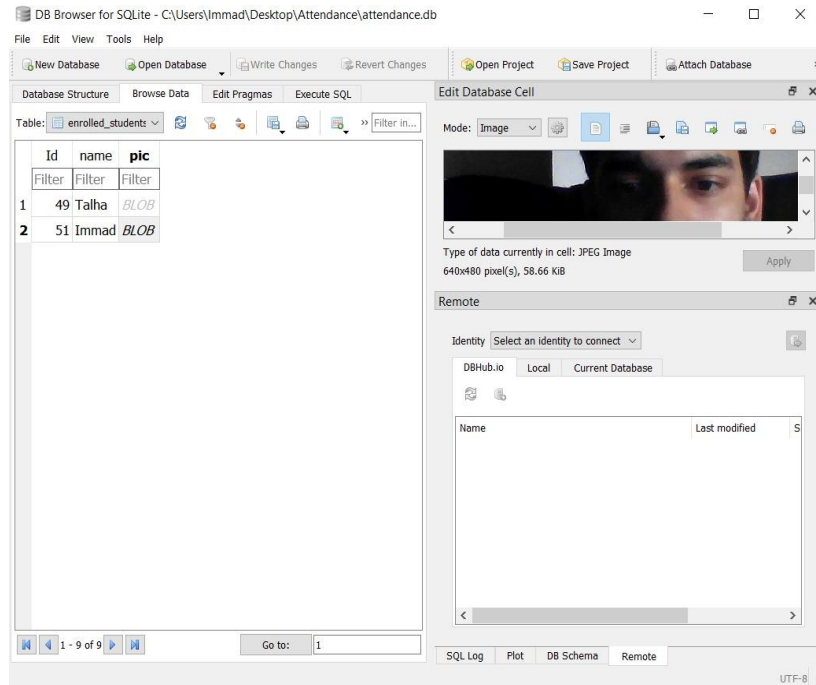 DB Browser for SQLite - C:\Users\Immad\Desktop\Attendance\attendance.db
File Edit View Tools Help
New Database Open Database Write Changes Revert Changes Open Project Save Project Attach Database
Database Structure Browse Data Edit Pragmas Execute SQL
Table: enrolled_students Filter in...
Id name pic
Filter Filter Filter
1 49 Talha BLOB
2 51 Immad BLOB
1 - 9 of 9 Go to: 1
Edit Database Cell
Mode: Image
Type of data currently in cell: JPEG Image
640x480 pixel(s), 58.66 KiB
Apply
Remote
Identity Select an identity to connect
DBHub.io Local Current Database
Name Last modified S
SQL Log Plot DB Schema Remote
UTF-8